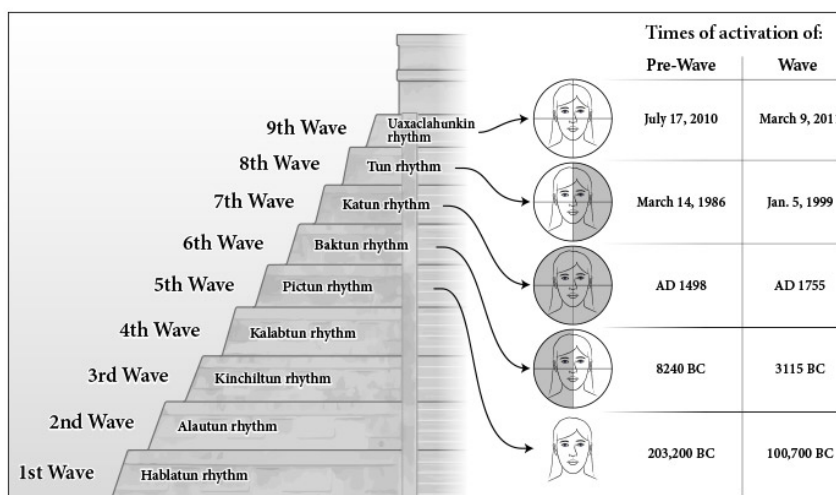 Times of activation of:
Pre-Wave Wave
9th Wave Uaxaclahunkin
rhythm July 17, 2010 March 9, 201
8th Wave Tun rhythm March 14, 1986 Jan. 5, 1999
7th Wave Katun rhythm AD 1498 AD 1755
6th Wave Baktun rhythm 8240 BC 3115 BC
5th Wave Pictun rhythm 203,200 BC 100,700 BC
4th Wave Kalabtun rhythm
3rd Wave Kinchiltun rhythm
2nd Wave Alautun rhythm
1st Wave Hablatun rhythm